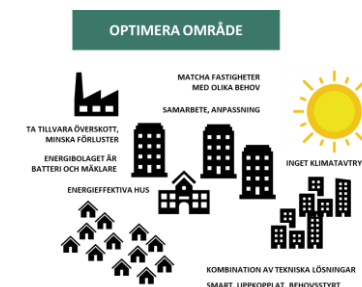 OPTIMERA OMRÅDE
MATCHA FASTIGHETER
MED OLIKA BEHOV
SAMARBETE, ANPASSNING
TA TILLVARA ÖVERSKOTT,
MINSKA FÖRLUSTER
ENERGIBOLAGET ÄR
BATTERI OCH MÄKLARE
INGET KLIMATAVTRY
ENERGIEFFEKTIVA HUS
KOMBINATION AV TEKNISKA LÖSNINGAR
SMART, UPPKOPPLAT, BEHOVSSTYRT